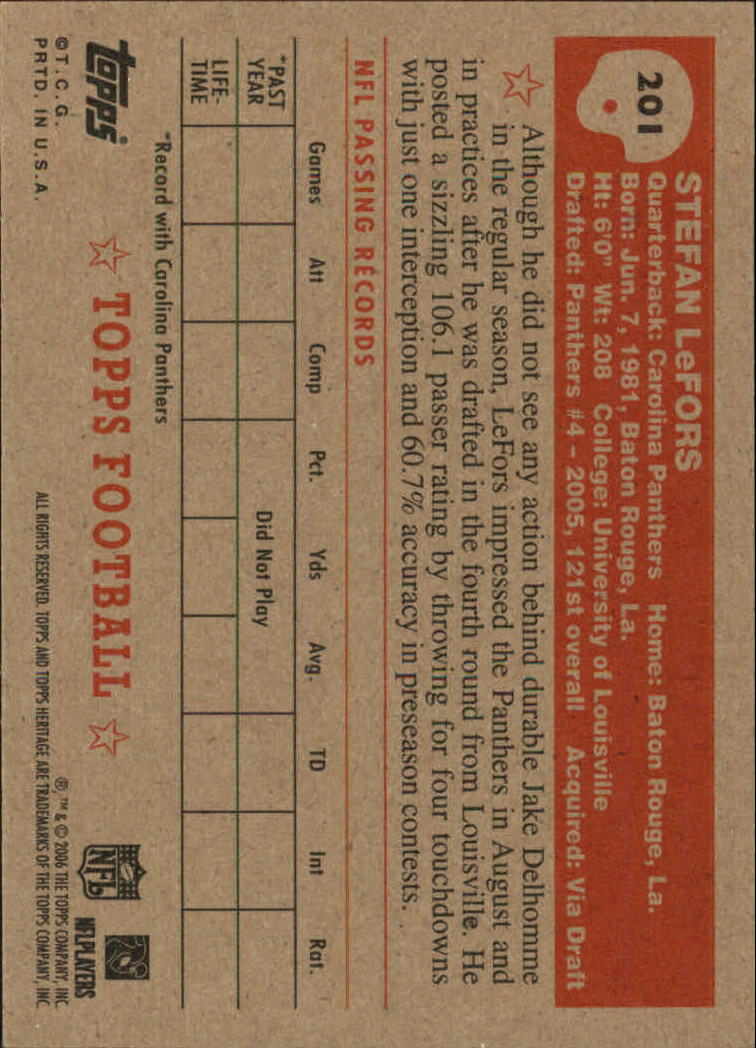 201
STEFAN LeFORS
Quarterback: Carolina Panthers Home: Baton Rouge, La.
Born: Jun. 7, 1981, Baton Rouge, La.
Ht: 6'0" Wt: 208 College: University of Louisville
Drafted: Panthers #4 - 2005, 121st overall Acquired: Via Draft
Although he did not see any action behind durable Jake Delhomme
in the regular season, LeFors impressed the Panthers in August and
in practices after he was drafted in the fourth round from Louisville. He
posted a sizzling 106.1 passer rating by throwing for four touchdowns
with just one interception and 60.7% accuracy in preseason contests.
NFL PASSING RECORDS
Games Att Comp Pct. Yds Avg. TD Int Rat.
*PAST
YEAR Did Not Play
LIFE-
TIME
*Record with Carolina Panthers
topps
©T.C.G.
PRTD. IN U.S.A.
TOPPS FOOTBALL
NFL
NFLPLAYERS
® ™ & © 2006 THE TOPPS COMPANY, INC
ALL RIGHTS RESERVED. TOPPS AND TOPPS HERITAGE ARE TRADEMARKS OF THE TOPPS COMPANY, INC